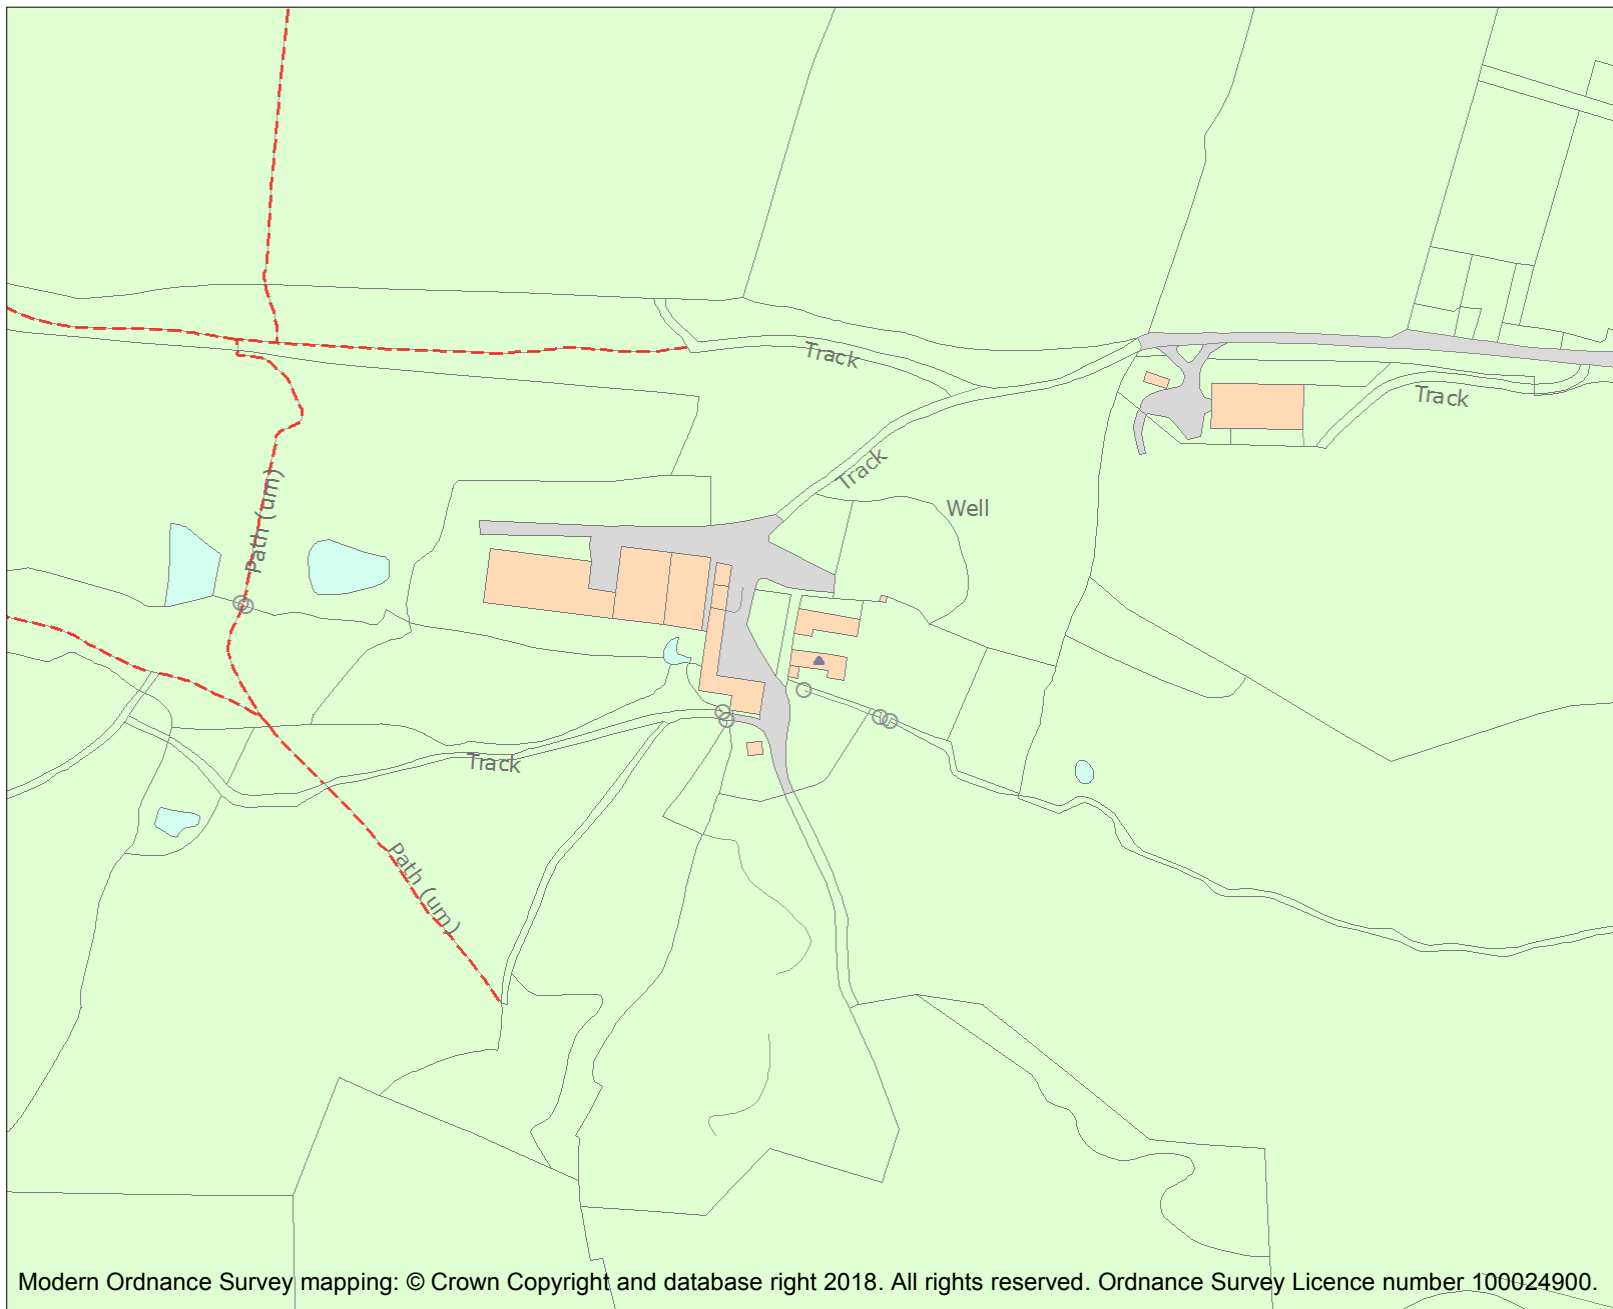 Track
Track
Track
Well
Path (um)
Track
Path (um)
Modern Ordnance Survey mapping: © Crown Copyright and database right 2018. All rights reserved. Ordnance Survey Licence number 100024900.